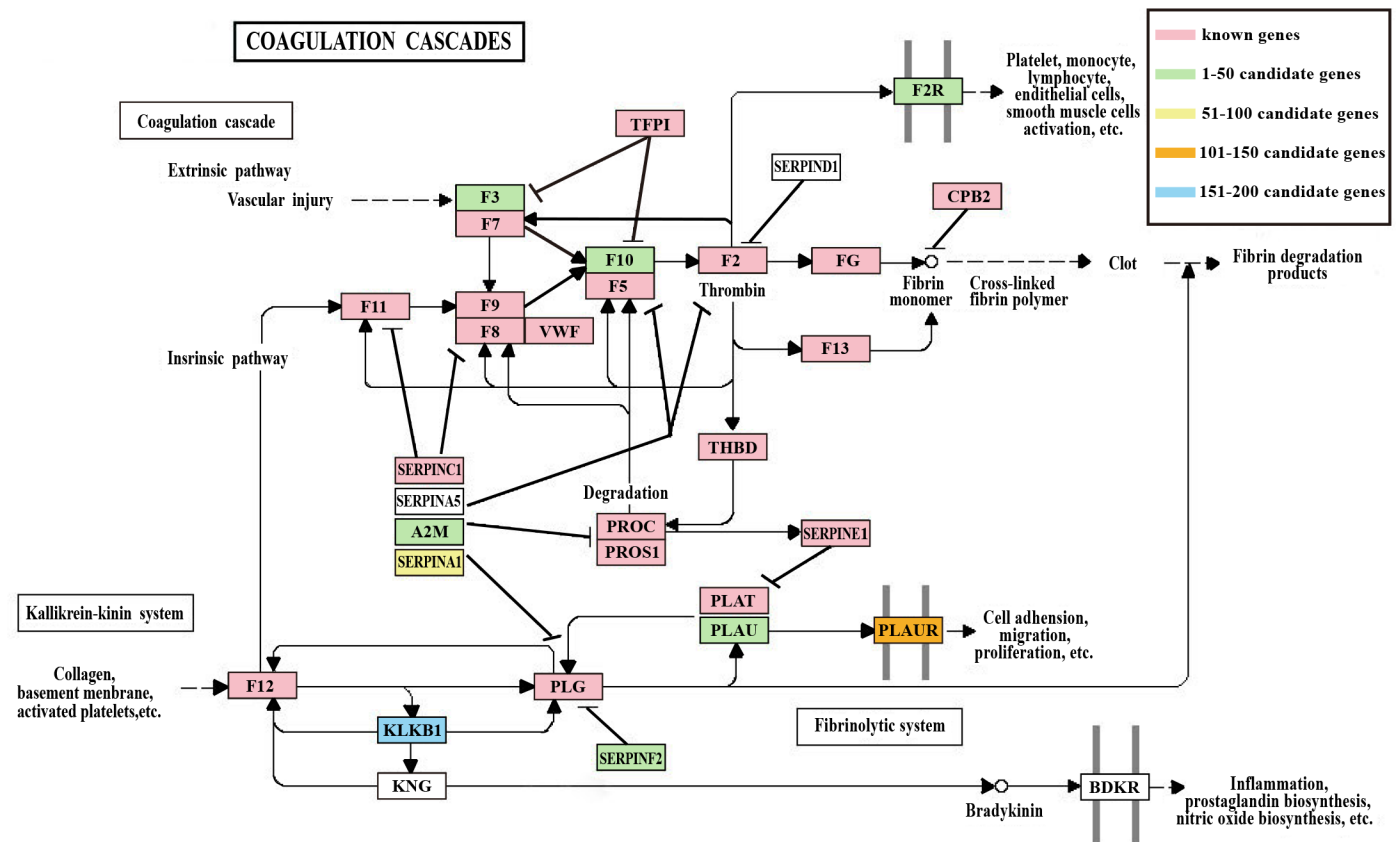 COAGULATION CASCADES
known genes
1-50 candidate genes
51-100 candidate genes
101-150 candidate genes
151-200 candidate genes
Coagulation cascade
Extrinsic pathway
Vascular injury
TFPI
F3
F7
F2R
Platelet, monocyte,
lymphocyte,
endithelial cells,
smooth muscle cells
activation, etc.
SERPIND1
CPB2
F10
F5
F2
Thrombin
FG
Fibrin
monomer
Cross-linked
fibrin polymer
Clot
Fibrin degradation
products
F11
F9
F8
VWF
F13
Insrinsic pathway
THBD
SERPINC1
SERPINA5
A2M
SERPINA1
Degradation
PROC
PROS1
SERPINE1
PLAT
PLAU
PLAUR
Cell adhension,
migration,
proliferation, etc.
Kallikrein-kinin system
Collagen,
basement menbrane,
activated platelets,etc.
F12
PLG
KLKB1
SERPINF2
Fibrinolytic system
KNG
Bradykinin
BDKR
Inflammation,
prostaglandin biosynthesis,
nitric oxide biosynthesis, etc.